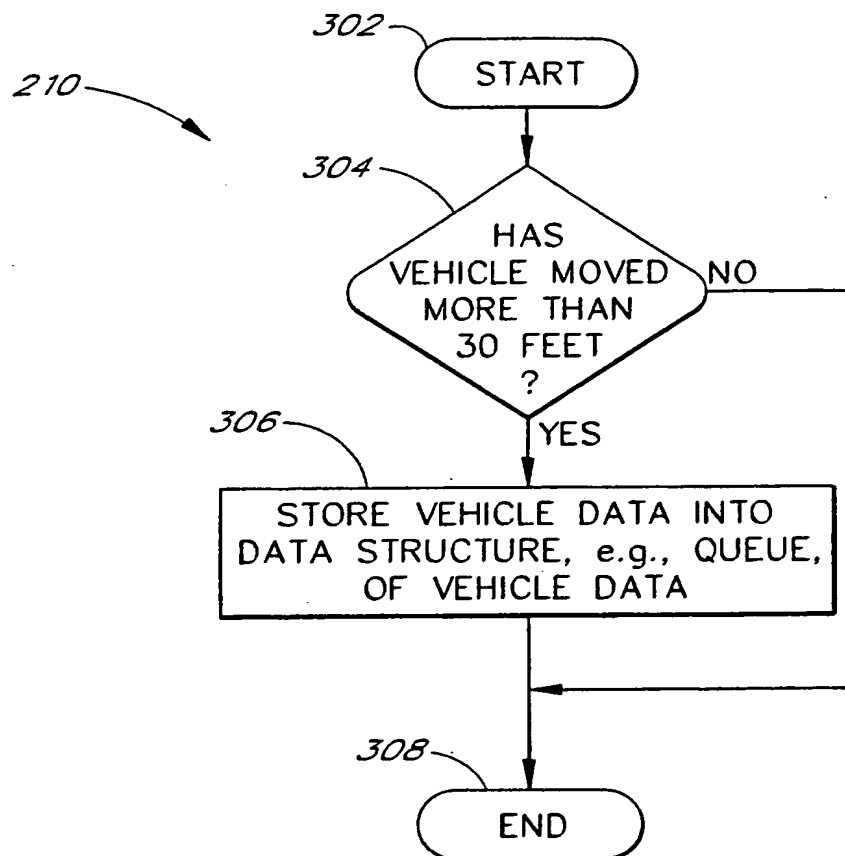 302
START
210
304
HAS
VEHICLE MOVED
MORE THAN
30 FEET
?
NO
YES
306
STORE VEHICLE DATA INTO
DATA STRUCTURE, e.g., QUEUE,
OF VEHICLE DATA
308
END